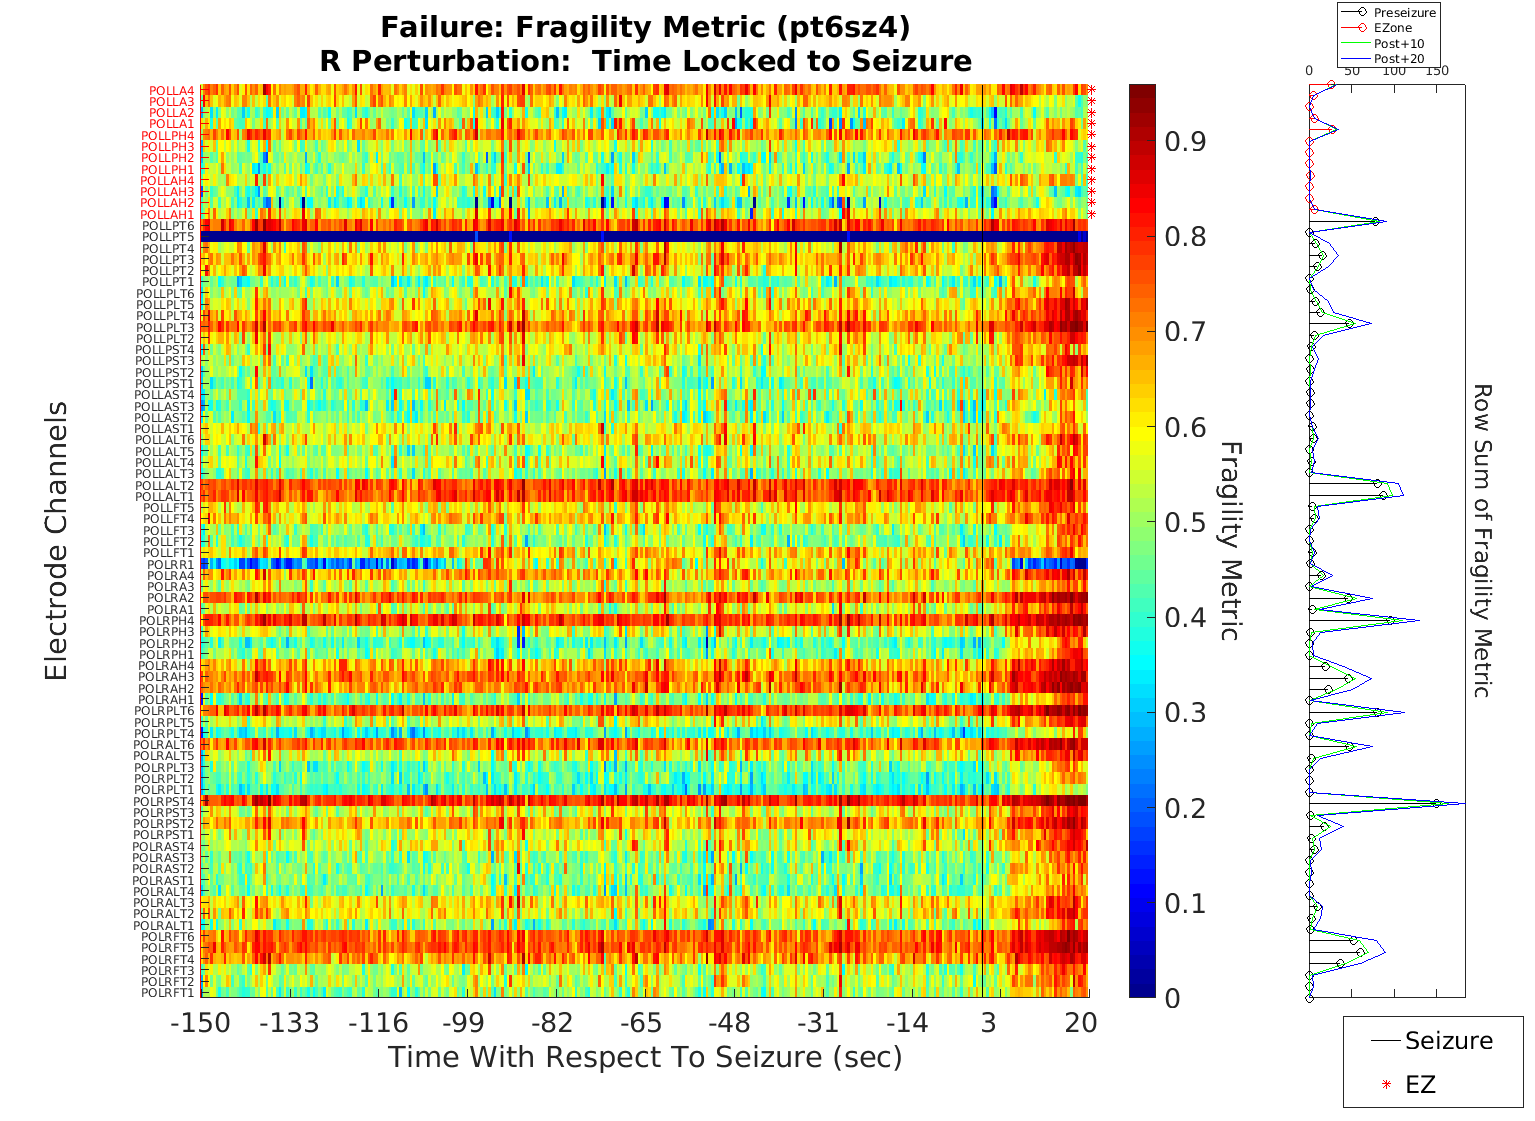 Failure: Fragility Metric (pt6sz4)
R Perturbation: Time Locked to Seizure
Preseizure
EZone
Post+10
Post+20
0 50 100 150
POLLA4
POLLA3
POLLA2
POLLA1
POLLPH4
POLLPH3
POLLPH2
POLLPH1
POLLAH4
POLLAH3
POLLAH2
POLLAH1
POLLPT6
POLLPT5
POLLPT4
POLLPT3
POLLPT2
POLLPT1
POLLPLT6
POLLPLT5
POLLPLT4
POLLPLT3
POLLPLT2
POLLPST4
POLLPST3
POLLPST2
POLLPST1
POLLAST4
POLLAST3
POLLAST2
POLLAST1
POLLALT6
POLLALT5
POLLALT4
POLLALT3
POLLALT2
POLLALT1
POLLFT5
POLLFT4
POLLFT3
POLLFT2
POLLFT1
POLRR1
POLRA4
POLRA3
POLRA2
POLRA1
POLRPH4
POLRPH3
POLRPH2
POLRPH1
POLRAH4
POLRAH3
POLRAH2
POLRAH1
POLRPLT6
POLRPLT5
POLRPLT4
POLRALT6
POLRALT5
POLRPLT3
POLRPLT2
POLRPLT1
POLRPST4
POLRPST3
POLRPST2
POLRPST1
POLRAST4
POLRAST3
POLRAST2
POLRAST1
POLRALT4
POLRALT3
POLRALT2
POLRALT1
POLRFT6
POLRFT5
POLRFT4
POLRFT3
POLRFT2
POLRFT1
Electrode Channels
-150 -133 -116 -99 -82 -65 -48 -31 -14 3 20
Time With Respect To Seizure (sec)
0.9
0.8
0.7
0.6
0.5
0.4
0.3
0.2
0.1
0
Fragility Metric
Row Sum of Fragility Metric
Seizure
EZ